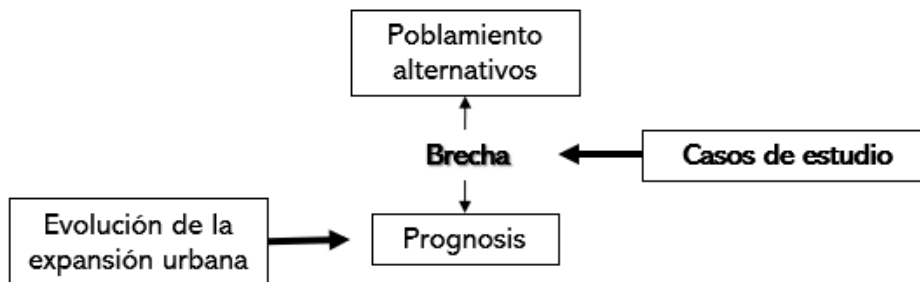 Poblamiento
alternativos
Brecha
Casos de estudio
Evolución de la
expansión urbana
Prognosis